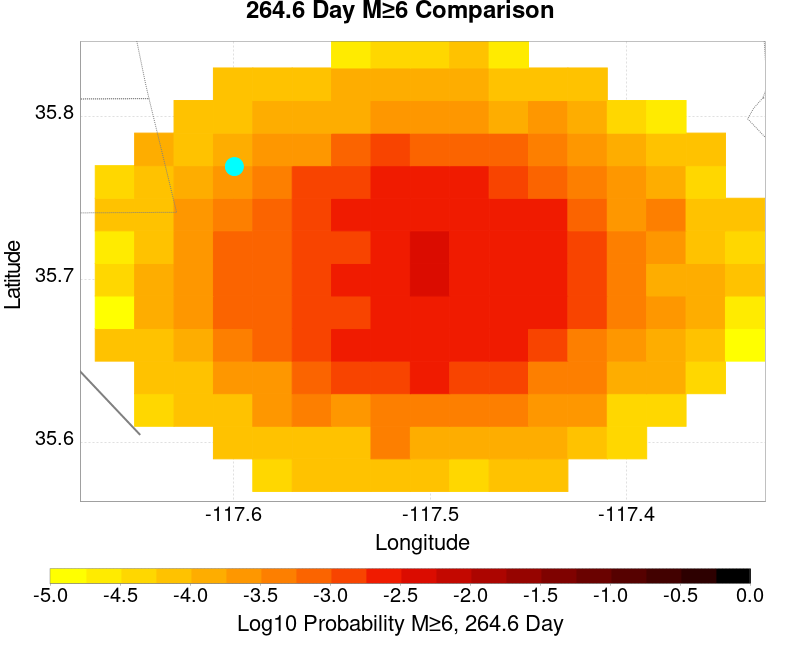 264.6 Day M≥6 Comparison
35.8
35.7
35.6
Latitude
-117.6 -117.5 -117.4
Longitude
-5.0 -4.5 -4.0 -3.5 -3.0 -2.5 -2.0 -1.5 -1.0 -0.5 0.0
Log10 Probability M≥6, 264.6 Day